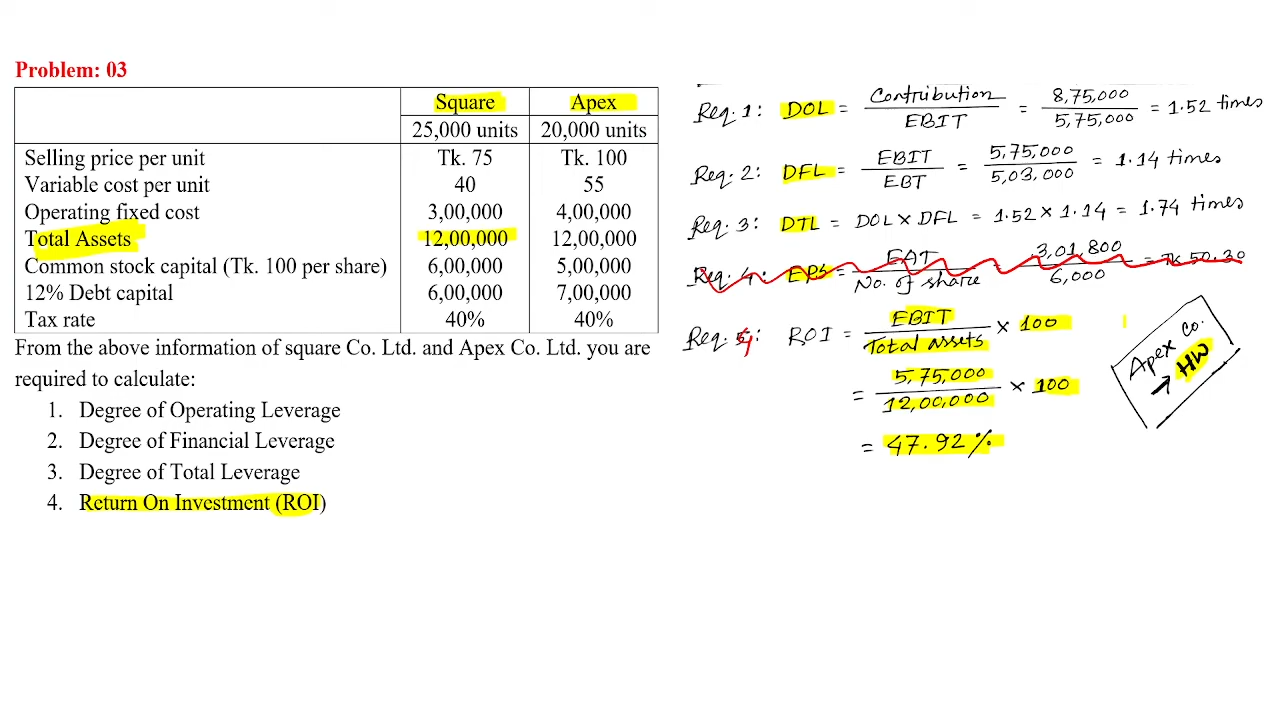 Problem: 03
Square Apex
25,000 units 20,000 units
Selling price per unit Tk. 75 Tk. 100
Variable cost per unit 40 55
Operating fixed cost 3,00,000 4,00,000
Total Assets 12,00,000 12,00,000
Common stock capital (Tk. 100 per share) 6,00,000 5,00,000
12% Debt capital 6,00,000 7,00,000
Tax rate 40% 40%
From the above information of square Co. Ltd. and Apex Co. Ltd. you are
required to calculate:
1. Degree of Operating Leverage
2. Degree of Financial Leverage
3. Degree of Total Leverage
4. Return On Investment (ROI)
Req. 1: DOL = Contribution / EBIT = 8,75,000 / 5,75,000 = 1.52 times
Req. 2: DFL = EBIT / EBT = 5,75,000 / 5,03,000 = 1.14 times
Req. 3: DTL = DOL × DFL = 1.52 × 1.14 = 1.74 times
Req. 4: EPS = EAT / No. of share = 3,01,800 / 6,000 = Tk 50.30
Req. 4: ROI = EBIT / Total assets × 100
= 5,75,000 / 12,00,000 × 100
= 47.92%
Apex Co.
→ HW